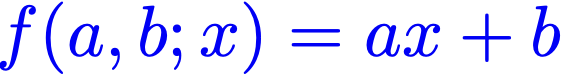 f(a, b; x) = ax + b